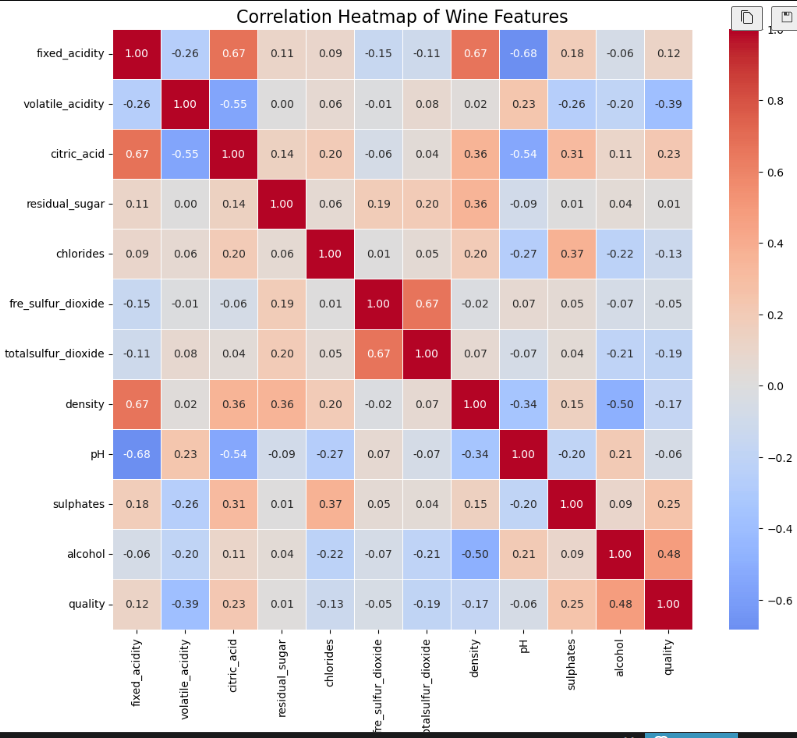 Correlation Heatmap of Wine Features
fixed_acidity 1.00 -0.26 0.67 0.11 0.09 -0.15 -0.11 0.67 -0.68 0.18 -0.06 0.12
volatile_acidity -0.26 1.00 -0.55 0.00 0.06 -0.01 0.08 0.02 0.23 -0.26 -0.20 -0.39
citric_acid 0.67 -0.55 1.00 0.14 0.20 -0.06 0.04 0.36 -0.54 0.31 0.11 0.23
residual_sugar 0.11 0.00 0.14 1.00 0.06 0.19 0.20 0.36 -0.09 0.01 0.04 0.01
chlorides 0.09 0.06 0.20 0.06 1.00 0.01 0.05 0.20 -0.27 0.37 -0.22 -0.13
fre_sulfur_dioxide -0.15 -0.01 -0.06 0.19 0.01 1.00 0.67 -0.02 0.07 0.05 -0.07 -0.05
totalsulfur_dioxide -0.11 0.08 0.04 0.20 0.05 0.67 1.00 0.07 -0.07 0.04 -0.21 -0.19
density 0.67 0.02 0.36 0.36 0.20 -0.02 0.07 1.00 -0.34 0.15 -0.50 -0.17
pH -0.68 0.23 -0.54 -0.09 -0.27 0.07 -0.07 -0.34 1.00 -0.20 0.21 -0.06
sulphates 0.18 -0.26 0.31 0.01 0.37 0.05 0.04 0.15 -0.20 1.00 0.09 0.25
alcohol -0.06 -0.20 0.11 0.04 -0.22 -0.07 -0.21 -0.50 0.21 0.09 1.00 0.48
quality 0.12 -0.39 0.23 0.01 -0.13 -0.05 -0.19 -0.17 -0.06 0.25 0.48 1.00
fixed_acidity
volatile_acidity
citric_acid
residual_sugar
chlorides
fre_sulfur_dioxide
otalsulfur_dioxide
density
pH
sulphates
alcohol
quality
1.0
0.8
0.6
0.4
0.2
0.0
−0.2
−0.4
−0.6